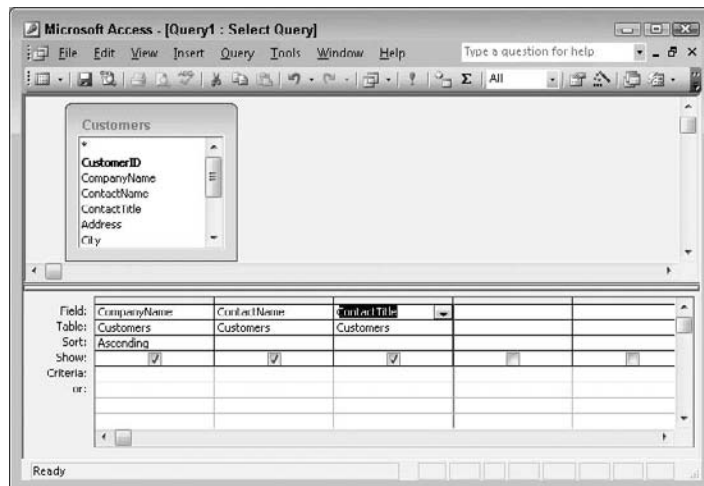 Microsoft Access - [Query1 : Select Query]
File Edit View Insert Query Tools Window Help Type a question for help
All
Customers
*
CustomerID
CompanyName
ContactName
ContactTitle
Address
City
Field: CompanyName ContactName ContactTitle
Table: Customers Customers Customers
Sort: Ascending
Show:
Criteria:
or:
Ready